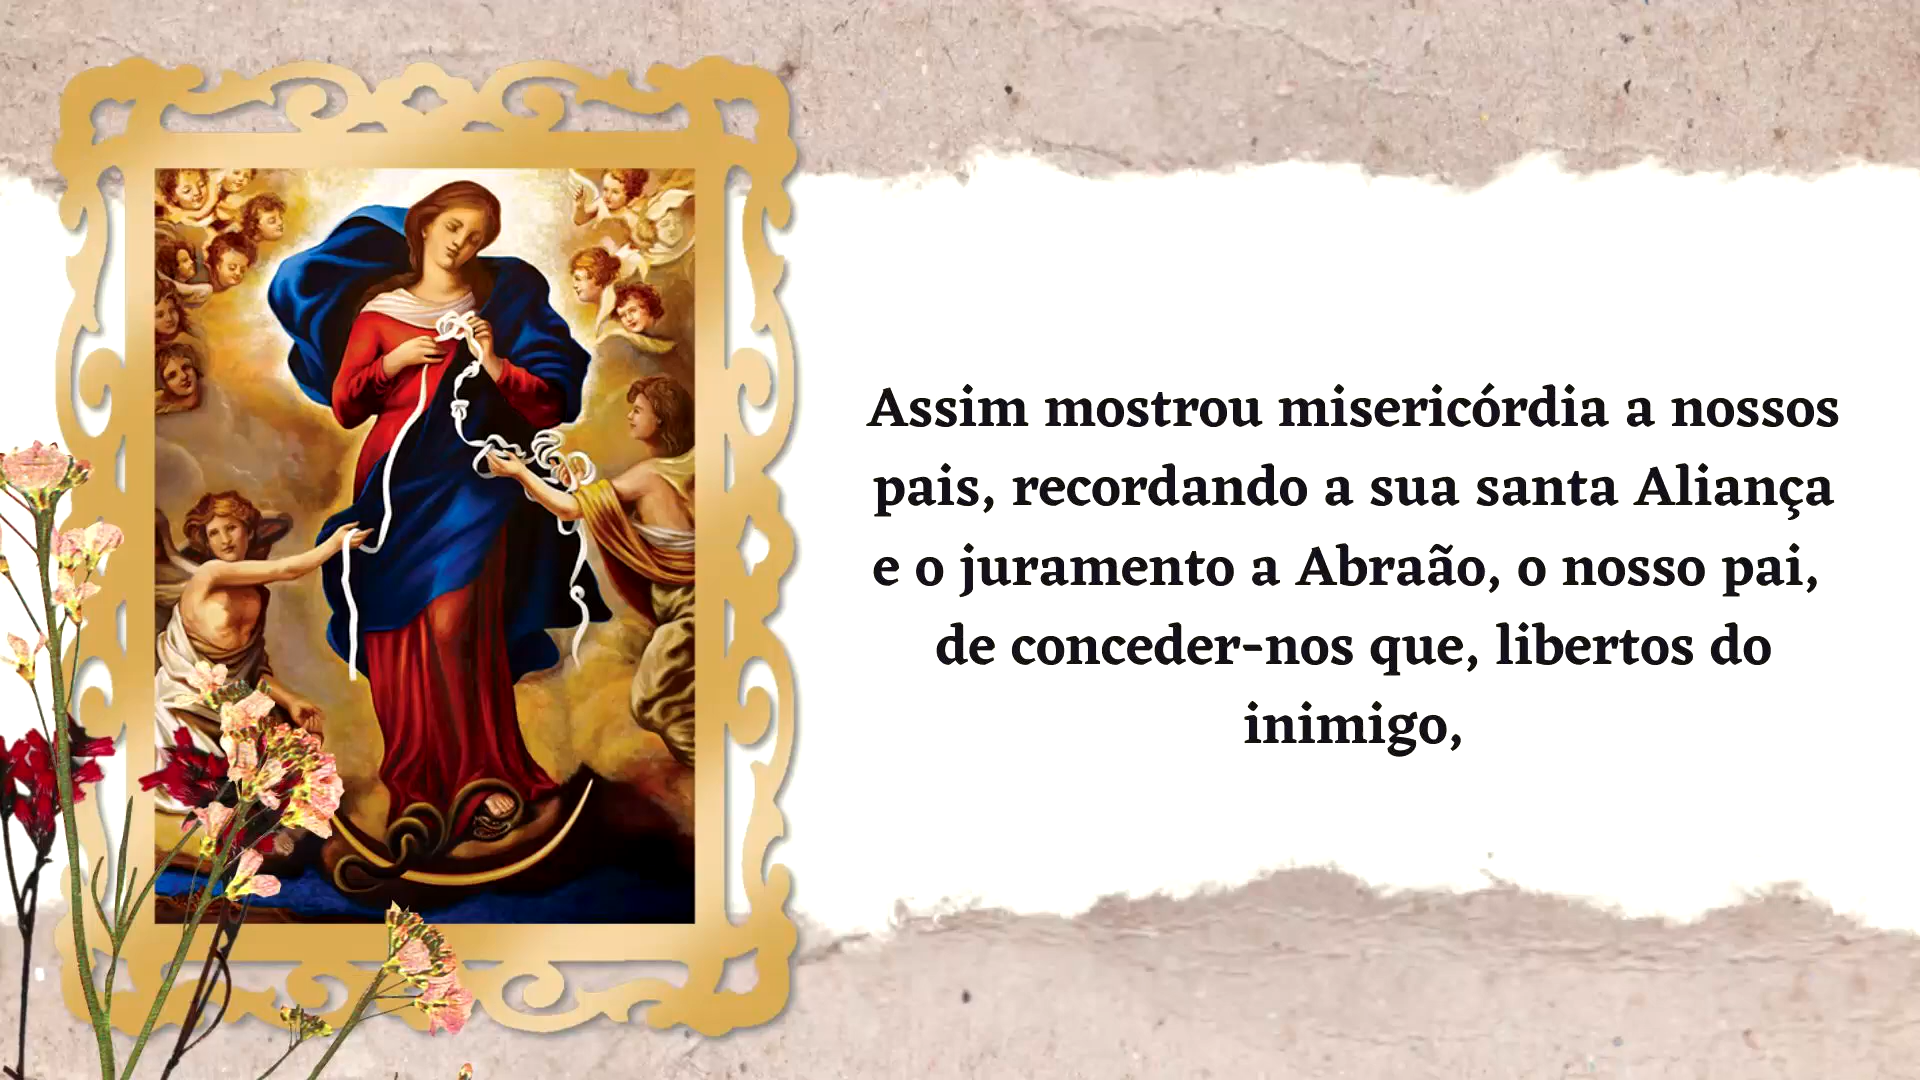 Assim mostrou misericórdia a nossos
pais, recordando a sua santa Aliança
e o juramento a Abraão, o nosso pai,
de conceder-nos que, libertos do
inimigo,